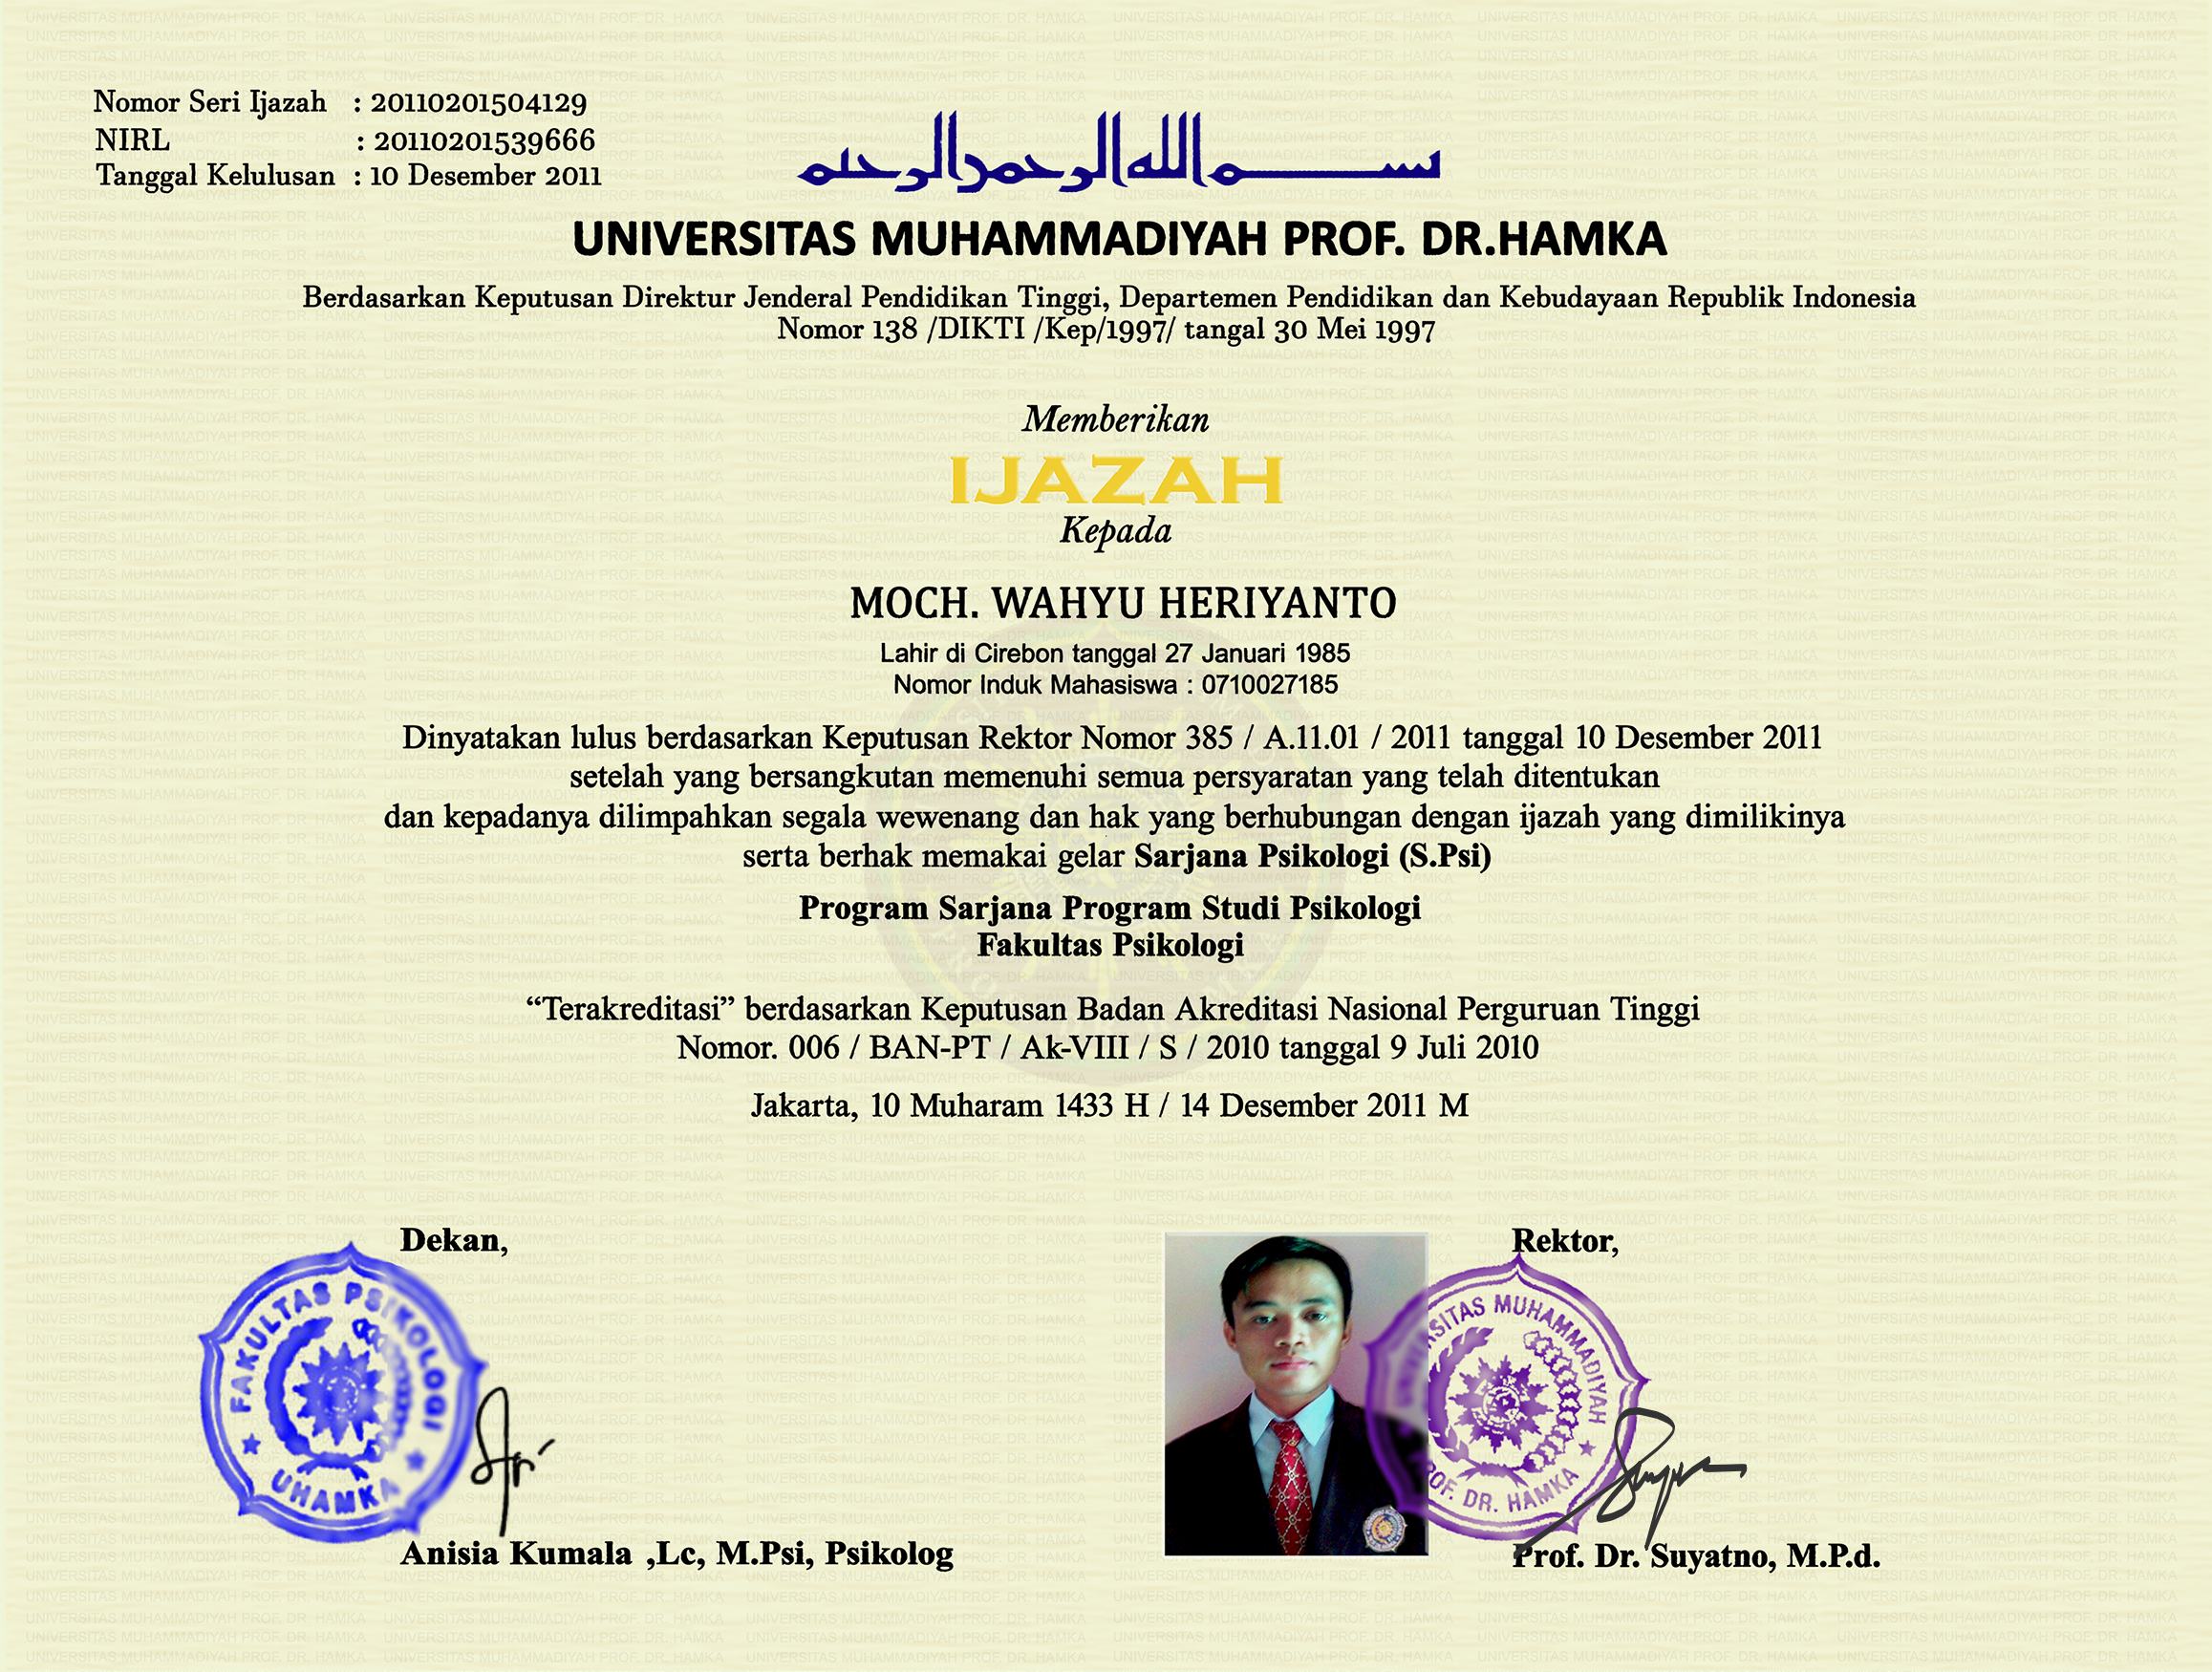 Nomor Seri Ijazah : 20110201504129
NIRL : 20110201539666
Tanggal Kelulusan : 10 Desember 2011
بسم الله الرحمن الرحيم
UNIVERSITAS MUHAMMADIYAH PROF. DR.HAMKA
Berdasarkan Keputusan Direktur Jenderal Pendidikan Tinggi, Departemen Pendidikan dan Kebudayaan Republik Indonesia
Nomor 138 /DIKTI /Kep/1997/ tangal 30 Mei 1997
Memberikan
IJAZAH
Kepada
MOCH. WAHYU HERIYANTO
Lahir di Cirebon tanggal 27 Januari 1985
Nomor Induk Mahasiswa : 0710027185
Dinyatakan lulus berdasarkan Keputusan Rektor Nomor 385 / A.11.01 / 2011 tanggal 10 Desember 2011
setelah yang bersangkutan memenuhi semua persyaratan yang telah ditentukan
dan kepadanya dilimpahkan segala wewenang dan hak yang berhubungan dengan ijazah yang dimilikinya
serta berhak memakai gelar Sarjana Psikologi (S.Psi)
Program Sarjana Program Studi Psikologi
Fakultas Psikologi
“Terakreditasi” berdasarkan Keputusan Badan Akreditasi Nasional Perguruan Tinggi
Nomor. 006 / BAN-PT / Ak-VIII / S / 2010 tanggal 9 Juli 2010
Jakarta, 10 Muharam 1433 H / 14 Desember 2011 M
Dekan,
FAKULTAS PSIKOLOGI
UHAMKA
Anisia Kumala ,Lc, M.Psi, Psikolog
Rektor,
UNIVERSITAS MUHAMMADIYAH
PROF. DR. HAMKA
Prof. Dr. Suyatno, M.P.d.